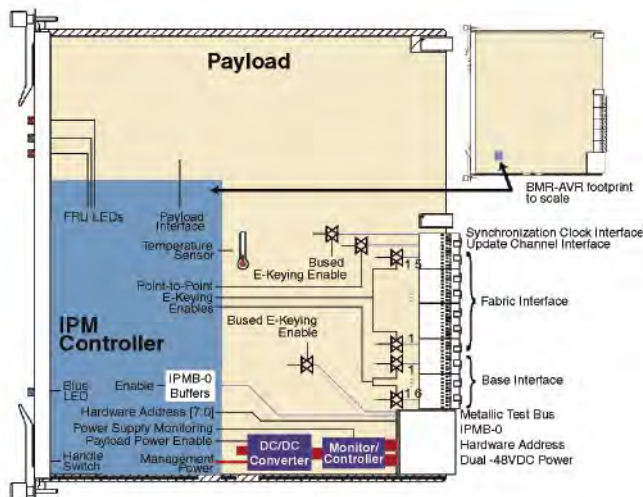 Payload
BMR-AVR footprint
to scale
FRU LEDs
Payload
Interface
Temperature
Sensor
Bused
E-Keying Enable
Synchronization Clock Interface
Update Channel Interface
Point-to-Point
E-Keying
Enables
15
Fabric Interface
Bused E-Keying
Enable
IPM
Controller
1
1
Base Interface
Blue
LED
Enable
IPMB-0
Buffers
16
Hardware Address [7:0]
Metallic Test Bus
Power Supply Monitoring
IPMB-0
Payload Power Enable
Hardware Address
Handle
Switch
Management
Power
DC/DC
Converter
Monitor/
Controller
Dual -48VDC Power